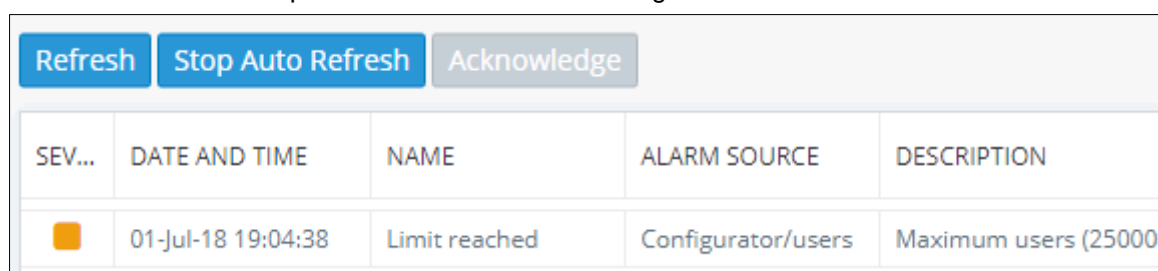 Refresh Stop Auto Refresh Acknowledge
SEV... DATE AND TIME NAME ALARM SOURCE DESCRIPTION
01-Jul-18 19:04:38 Limit reached Configurator/users Maximum users (25000